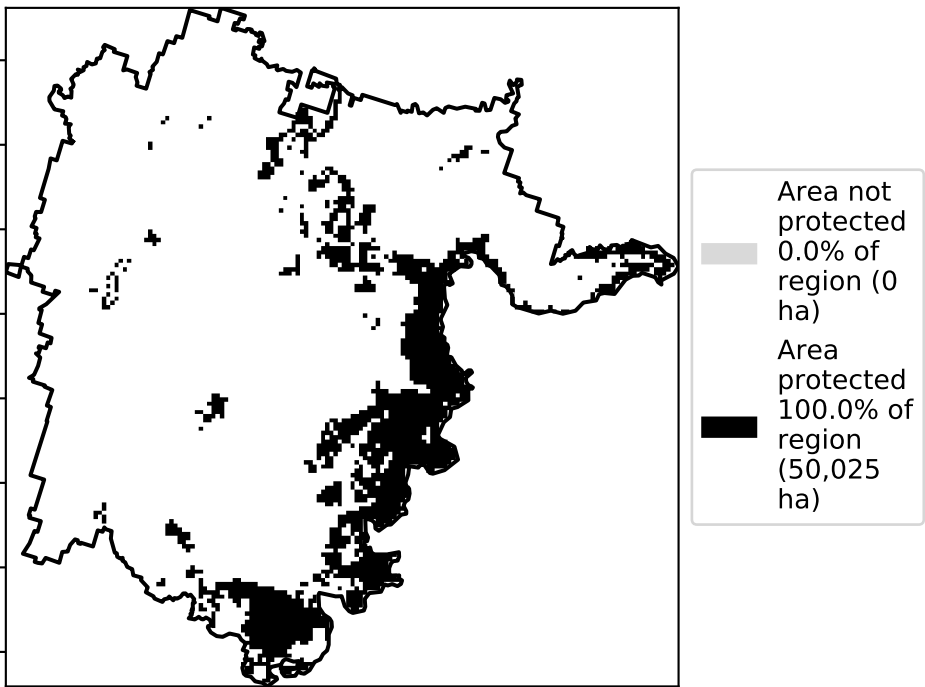 Area not
protected
0.0% of
region (0
ha)
Area
protected
100.0% of
region
(50,025
ha)